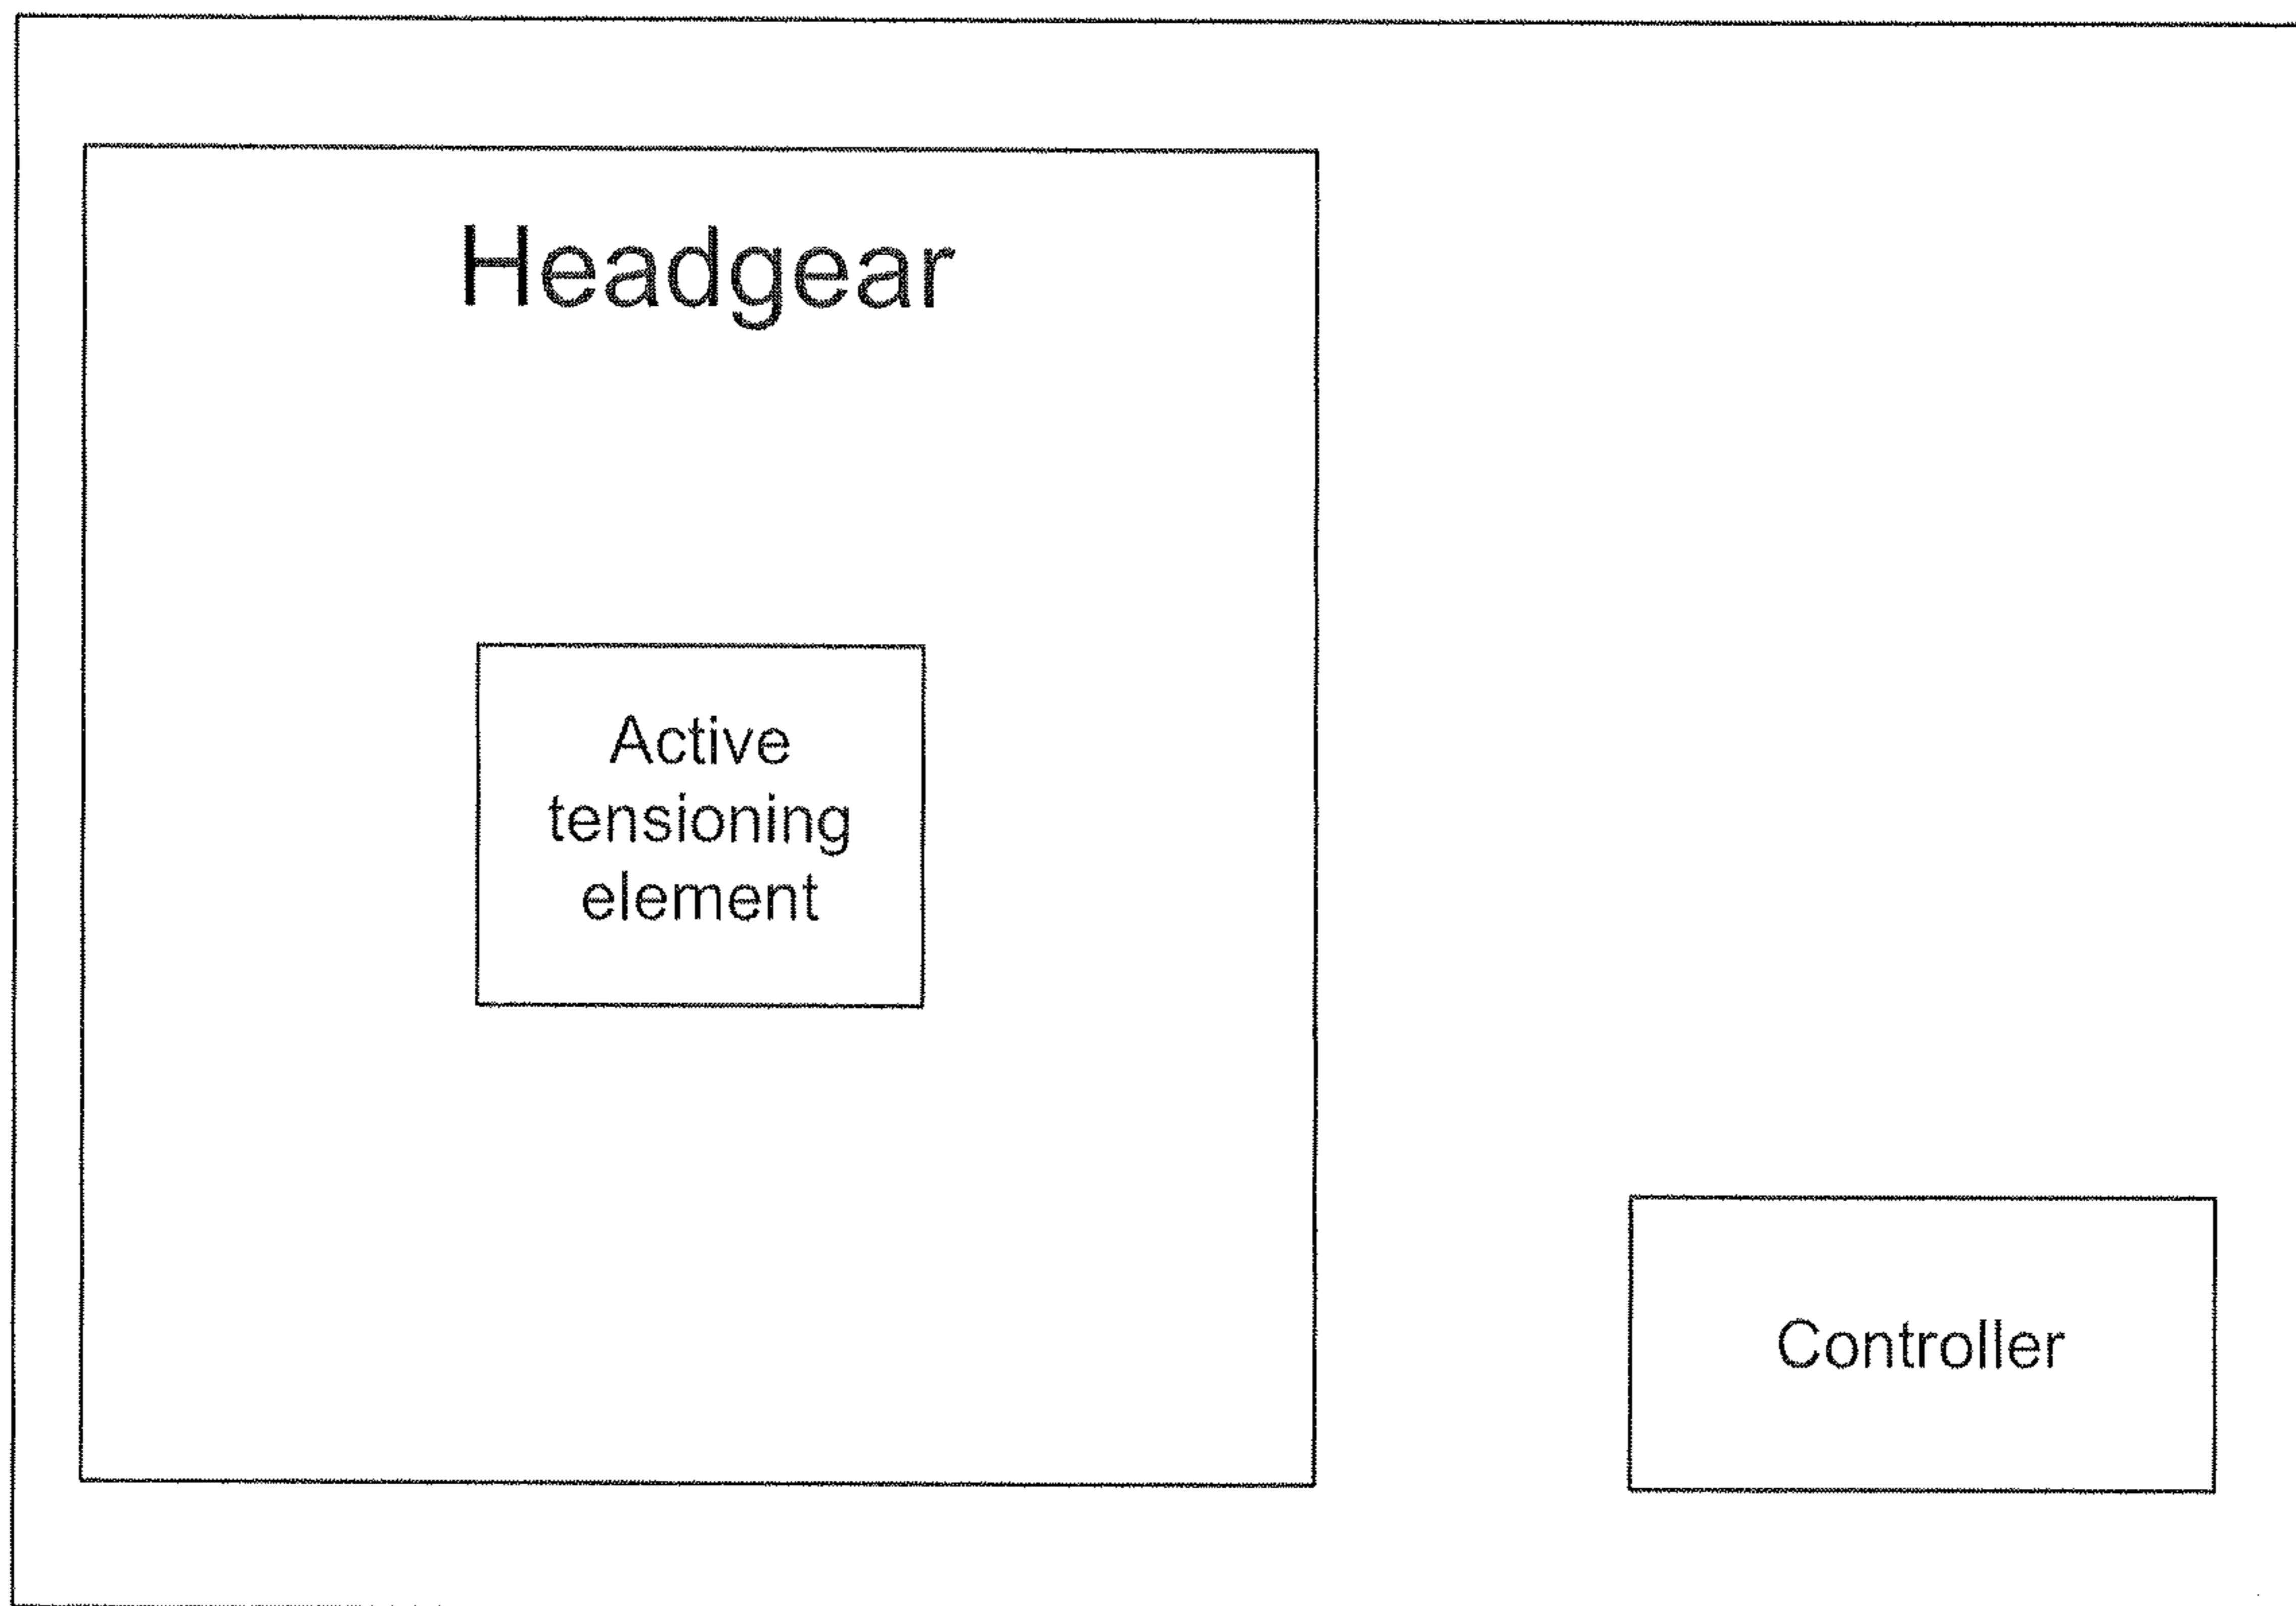 Headgear
Active
tensioning
element
Controller